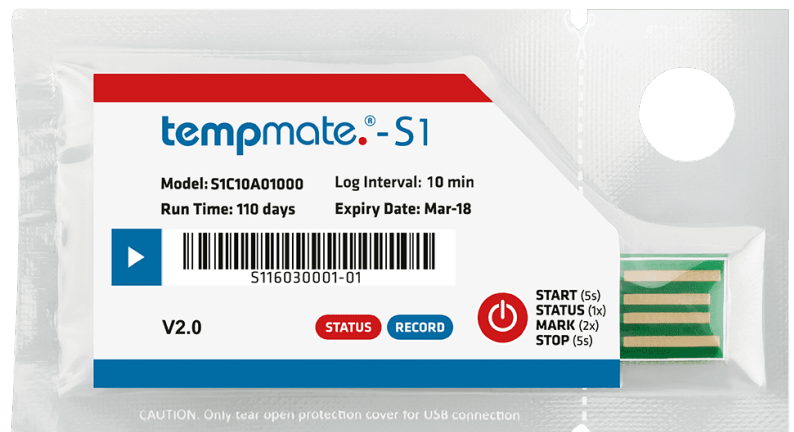 tempmate.®-S1
Model: S1C10A01000 Log Interval: 10 min
Run Time: 110 days Expiry Date: Mar-18
S116030001-01
V2.0 STATUS RECORD
START (5s)
STATUS (1x)
MARK (2x)
STOP (5s)
CAUTION. Only tear open protection cover for USB connection